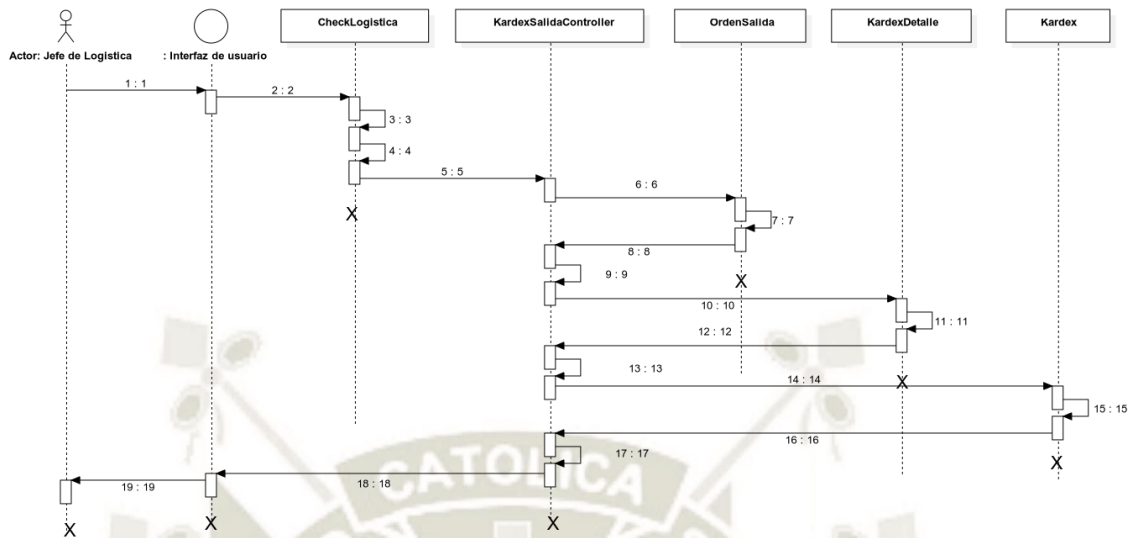 CheckLogistica
KardexSalidaController
OrdenSalida
KardexDetalle
Kardex
Actor: Jefe de Logistica
: Interfaz de usuario
1 : 1
2 : 2
3 : 3
4 : 4
5 : 5
6 : 6
7 : 7
8 : 8
9 : 9
10 : 10
11 : 11
12 : 12
13 : 13
14 : 14
15 : 15
16 : 16
17 : 17
18 : 18
19 : 19
X
X
X
X
X
X
X
CATOLICA